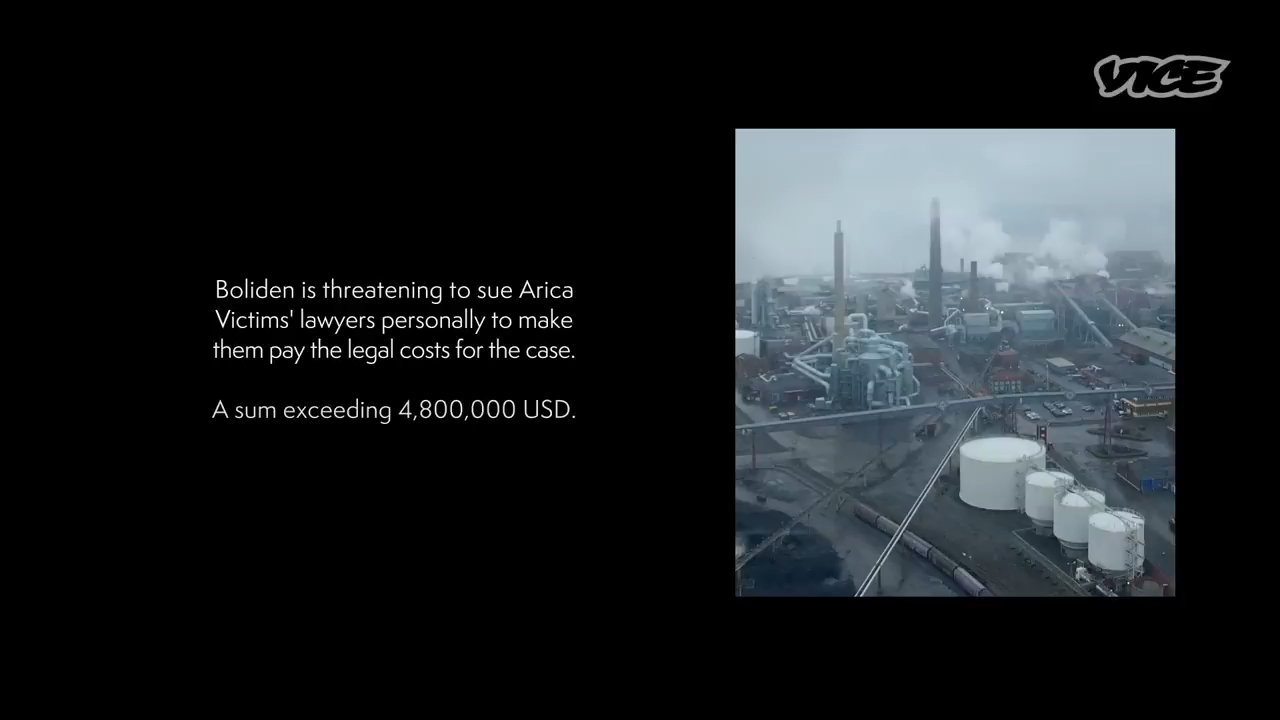 VICE
Boliden is threatening to sue Arica
Victims' lawyers personally to make
them pay the legal costs for the case.
A sum exceeding 4,800,000 USD.